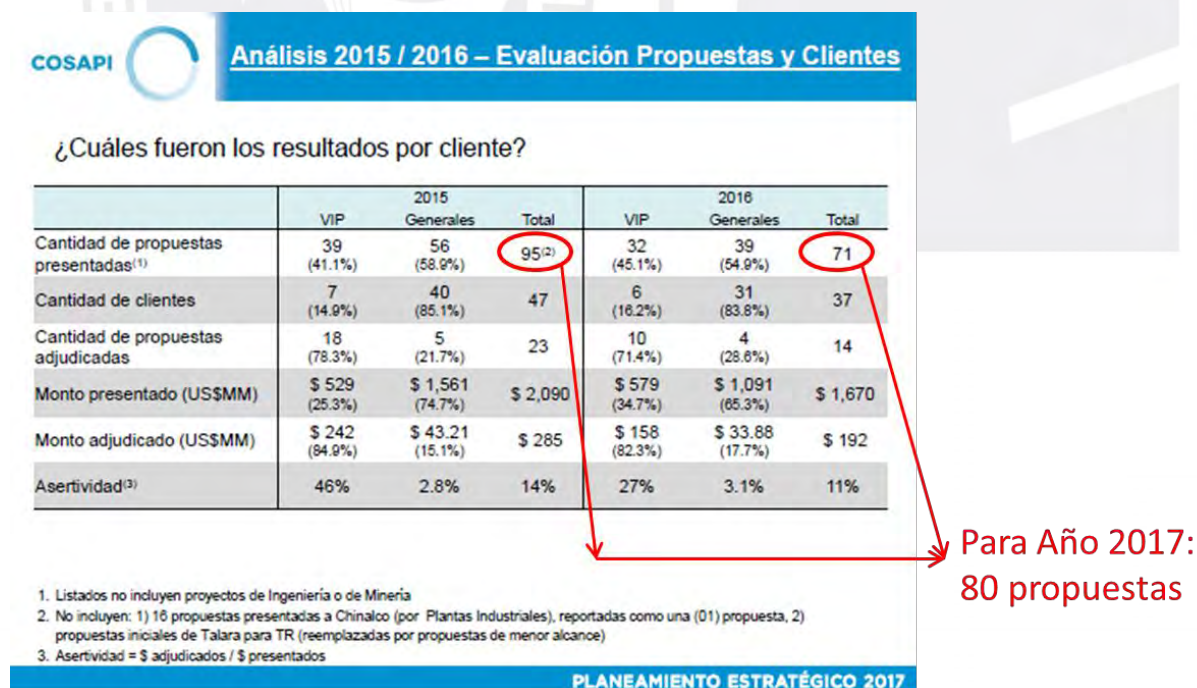 COSAPI
Análisis 2015 / 2016 – Evaluación Propuestas y Clientes
¿Cuáles fueron los resultados por cliente?
2015 2016
VIP Generales Total VIP Generales Total
Cantidad de propuestas presentadas(1) 39 (41.1%) 56 (58.9%) 95(2) 32 (45.1%) 39 (54.9%) 71
Cantidad de clientes 7 (14.9%) 40 (85.1%) 47 6 (16.2%) 31 (83.8%) 37
Cantidad de propuestas adjudicadas 18 (78.3%) 5 (21.7%) 23 10 (71.4%) 4 (28.6%) 14
Monto presentado (US$MM) $ 529 (25.3%) $ 1,561 (74.7%) $ 2,090 $ 579 (34.7%) $ 1,091 (65.3%) $ 1,670
Monto adjudicado (US$MM) $ 242 (84.9%) $ 43.21 (15.1%) $ 285 $ 158 (82.3%) $ 33.88 (17.7%) $ 192
Asertividad(3) 46% 2.8% 14% 27% 3.1% 11%
Para Año 2017:
80 propuestas
1. Listados no incluyen proyectos de Ingeniería o de Minería
2. No incluyen: 1) 16 propuestas presentadas a Chinalco (por Plantas Industriales), reportadas como una (01) propuesta, 2)
propuestas iniciales de Talara para TR (reemplazadas por propuestas de menor alcance)
3. Asertividad = $ adjudicados / $ presentados
PLANEAMIENTO ESTRATÉGICO 2017